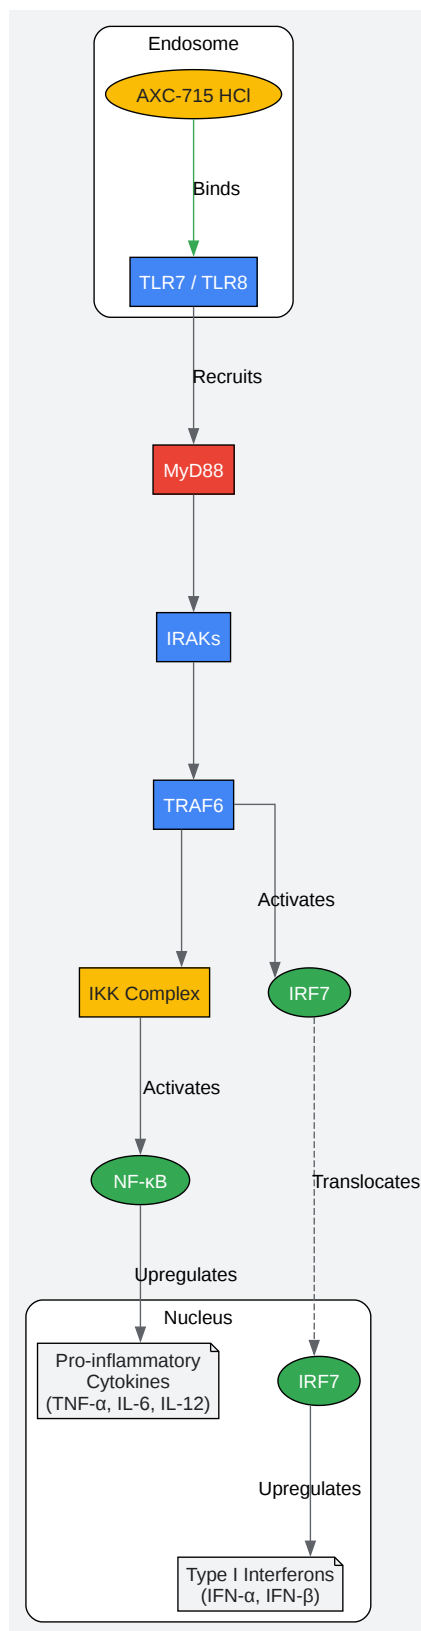 Endosome
AXC-715 HCl
Binds
TLR7 / TLR8
Recruits
MyD88
IRAKs
TRAF6
Activates
IKK Complex
IRF7
Activates
NF-κB
Translocates
Upregulates
Nucleus
Pro-inflammatory
Cytokines
(TNF-α, IL-6, IL-12)
IRF7
Upregulates
Type I Interferons
(IFN-α, IFN-β)